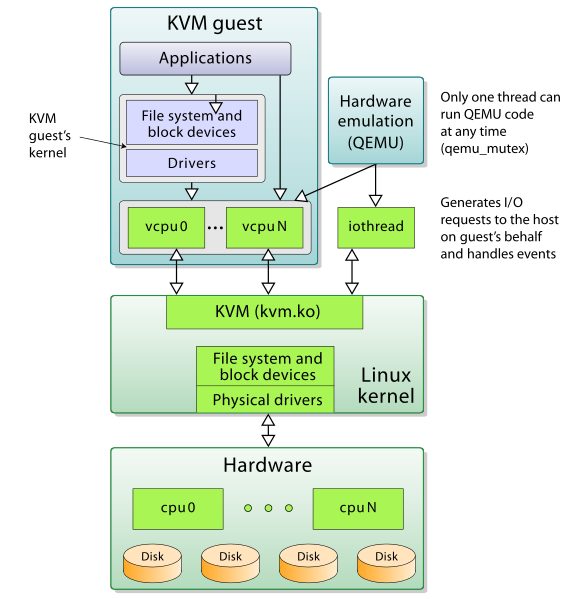 KVM guest
Applications
File system and
block devices
Drivers
KVM
guest's
kernel
Hardware
emulation
(QEMU)
Only one thread can
run QEMU code
at any time
(qemu_mutex)
vcpu0
...
vcpuN
iothread
Generates I/O
requests to the host
on guest's behalf
and handles events
KVM (kvm.ko)
File system and
block devices
Physical drivers
Linux
kernel
Hardware
cpu0
cpuN
Disk
Disk
Disk
Disk